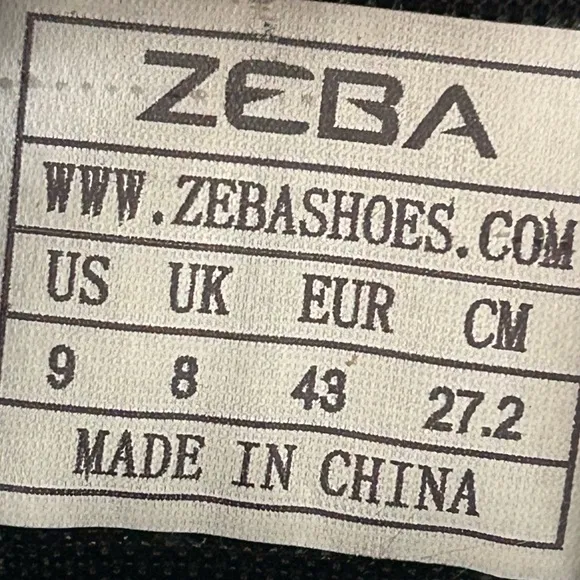 ZEBA
WWW.ZEBASHOES.COM
US UK EUR CM
9 8 43 27.2
MADE IN CHINA